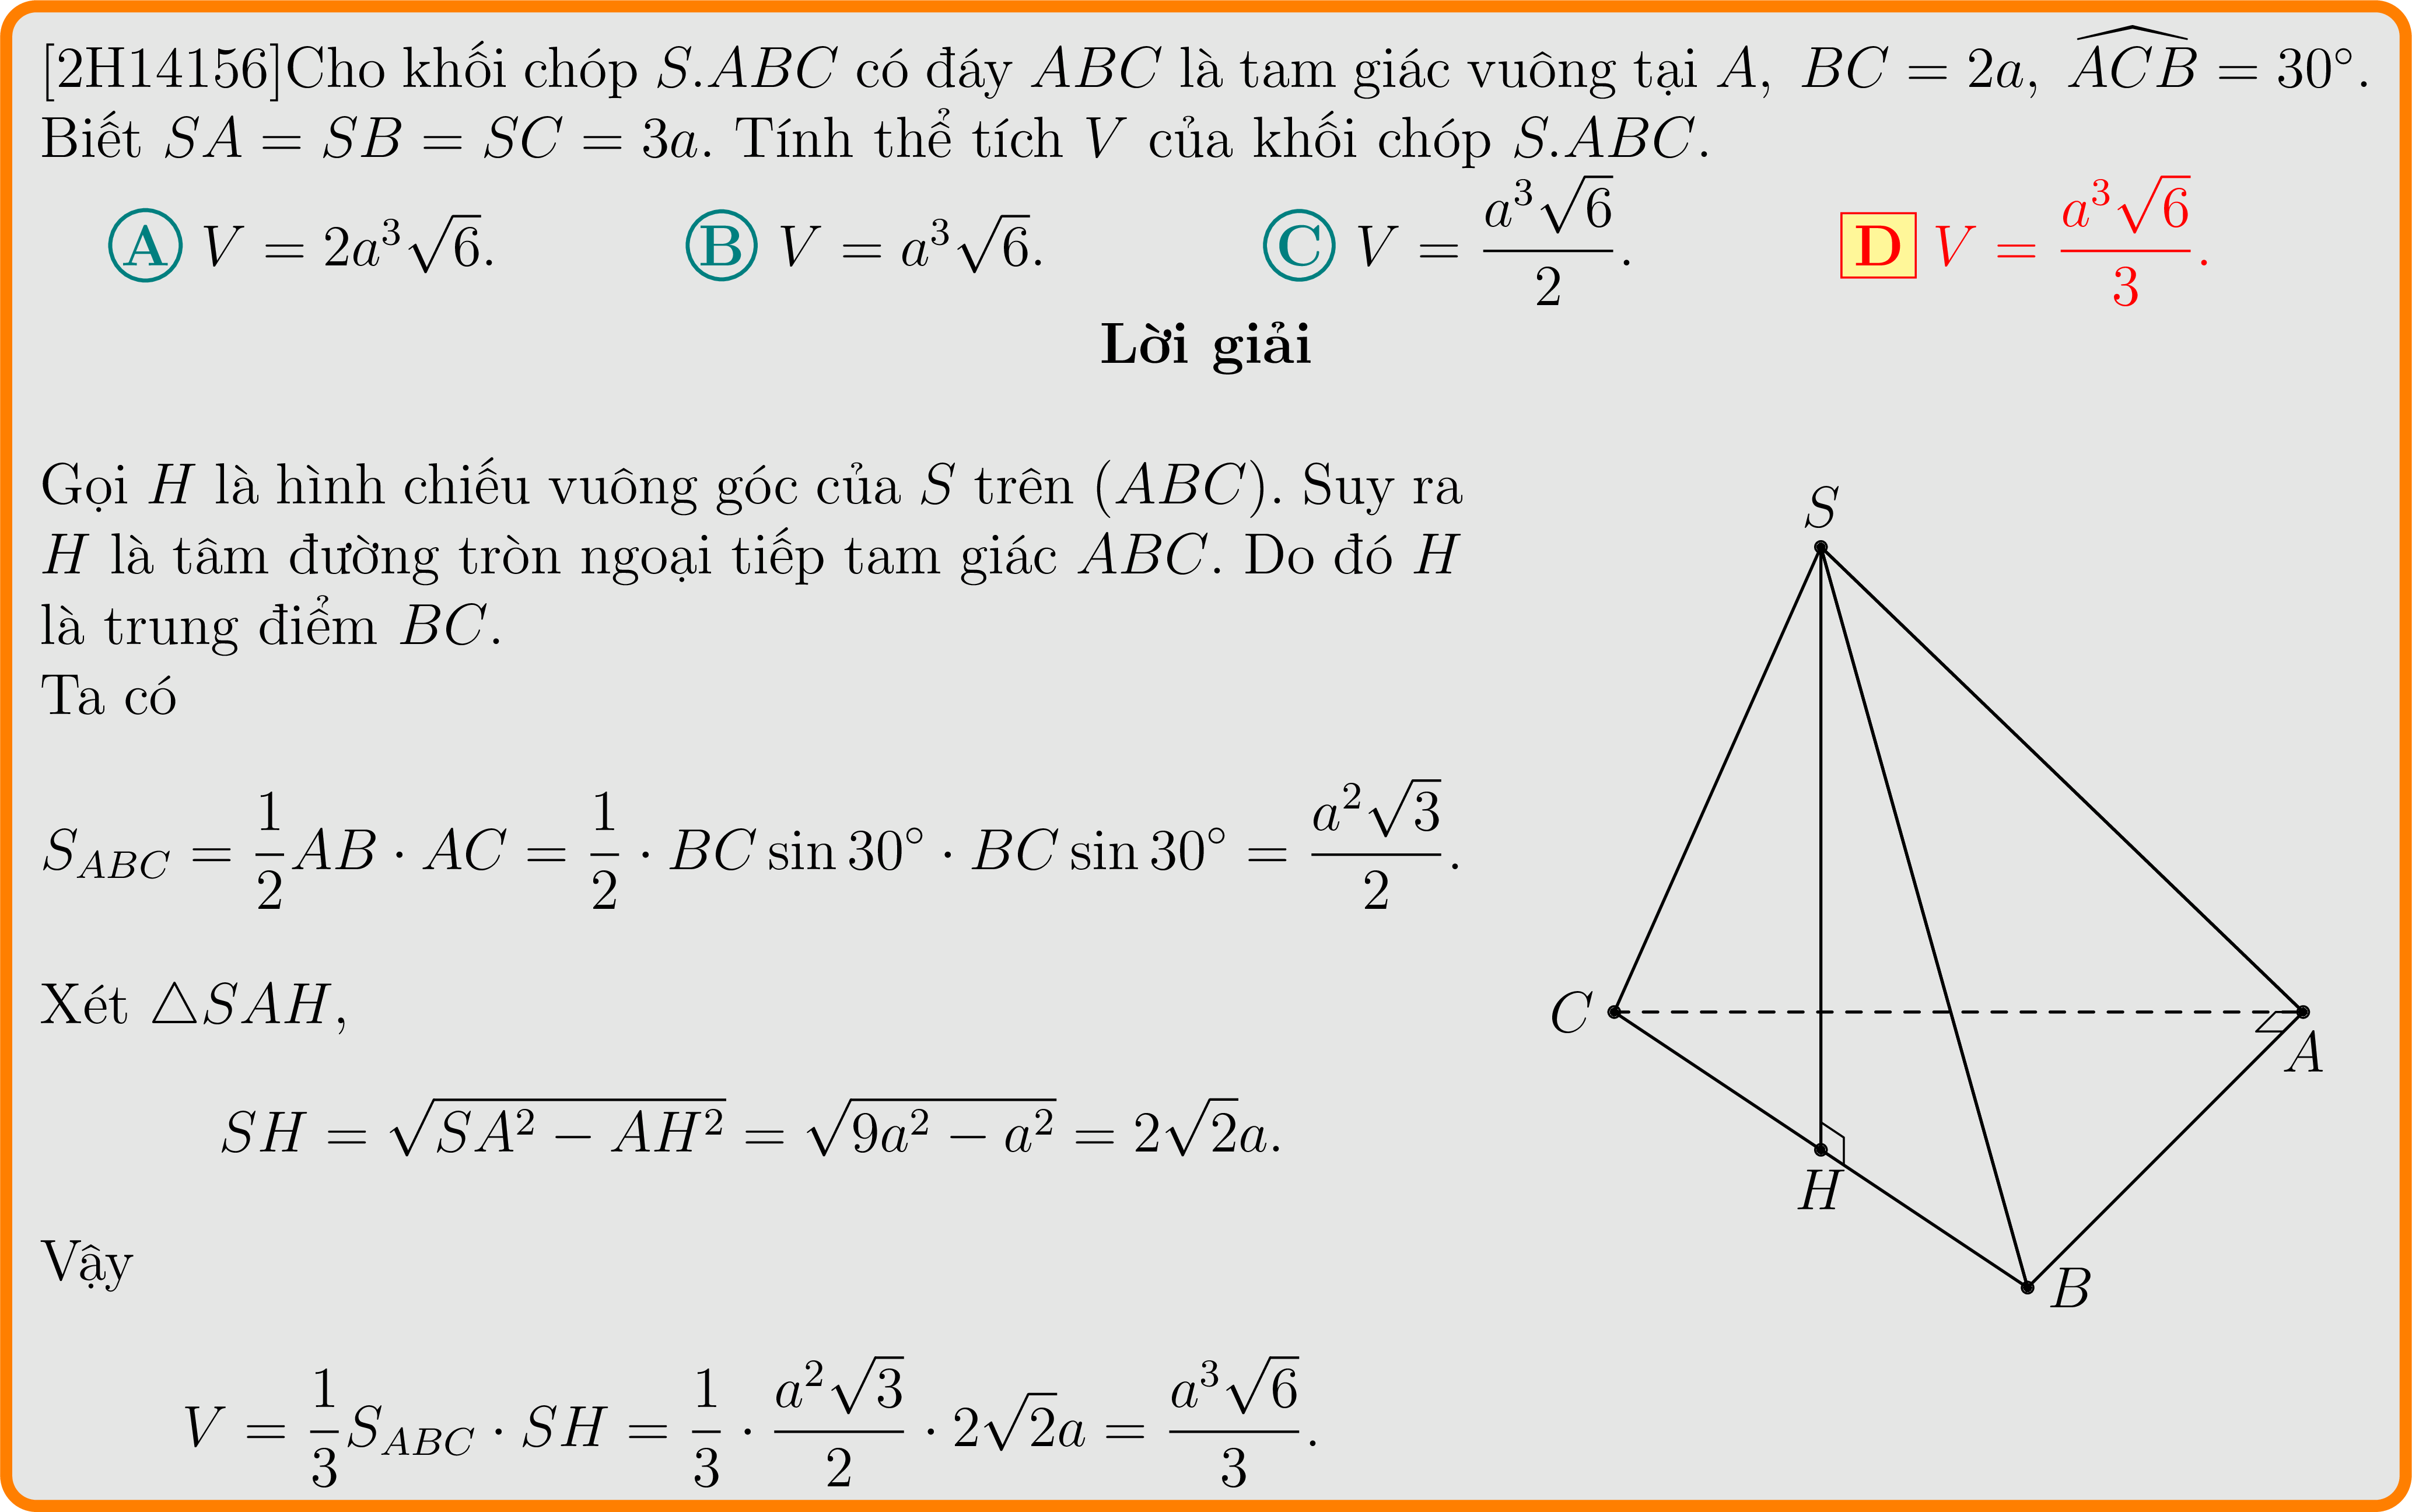 [2H14156]Cho khối chóp S.ABC có đáy ABC là tam giác vuông tại A, BC = 2a, $\widehat{ACB}$ = 30°.
Biết SA = SB = SC = 3a. Tính thể tích V của khối chóp S.ABC.
A V = 2a³√6. B V = a³√6. C V = $\frac{a^3\sqrt{6}}{2}$. D V = $\frac{a^3\sqrt{6}}{3}$.
Lời giải
Gọi H là hình chiếu vuông góc của S trên (ABC). Suy ra
H là tâm đường tròn ngoại tiếp tam giác ABC. Do đó H
là trung điểm BC.
Ta có
$S_{ABC} = \frac{1}{2}AB \cdot AC = \frac{1}{2} \cdot BC \sin 30^\circ \cdot BC \sin 30^\circ = \frac{a^2\sqrt{3}}{2}.$
Xét △SAH,
$SH = \sqrt{SA^2 - AH^2} = \sqrt{9a^2 - a^2} = 2\sqrt{2}a.$
Vậy
$V = \frac{1}{3}S_{ABC} \cdot SH = \frac{1}{3} \cdot \frac{a^2\sqrt{3}}{2} \cdot 2\sqrt{2}a = \frac{a^3\sqrt{6}}{3}.$
S
C
A
H
B